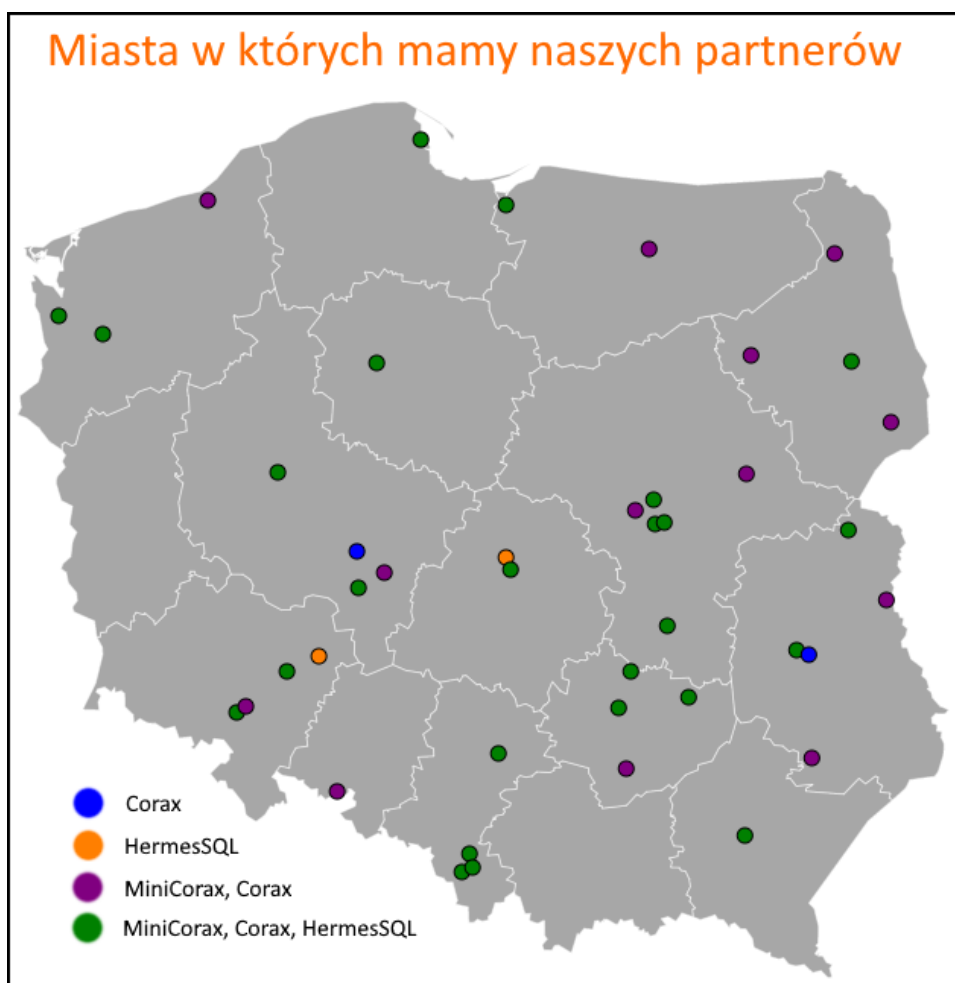 Miasta w których mamy naszych partnerów
Corax
HermesSQL
MiniCorax, Corax
MiniCorax, Corax, HermesSQL